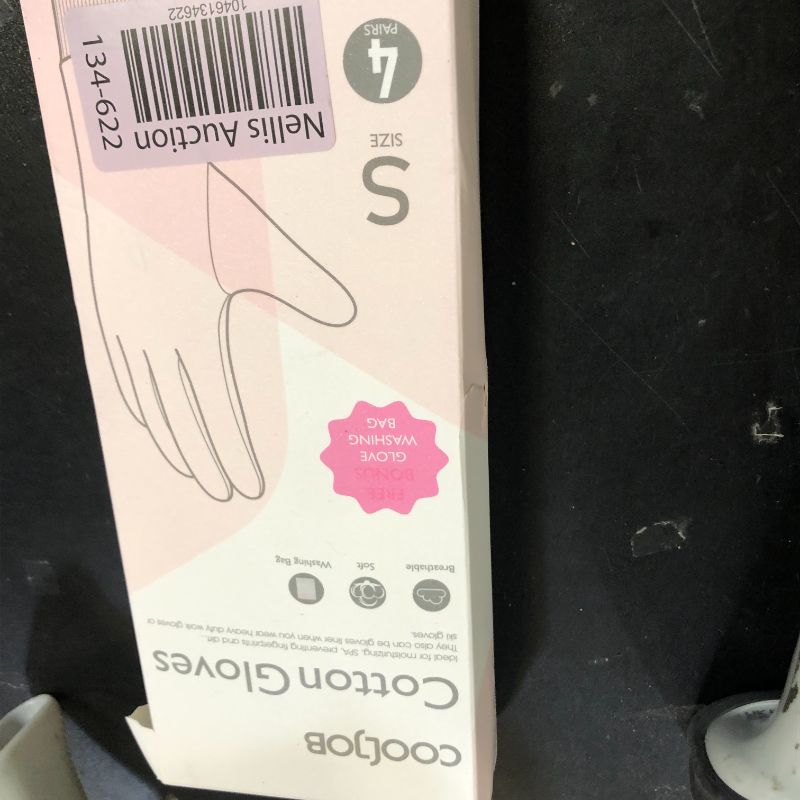 COOLJOB
Cotton Gloves
Ideal for moisturizing, SPA, preventing fingerprints and dirt...
They also can be gloves liner when you wear heavy duty work gloves or
ski gloves.
Breathable
Soft
Washing Bag
FREE
BONUS
GLOVE
WASHING
BAG
S
SIZE
4
PAIRS
Nellis Auction
134-622
1046134622